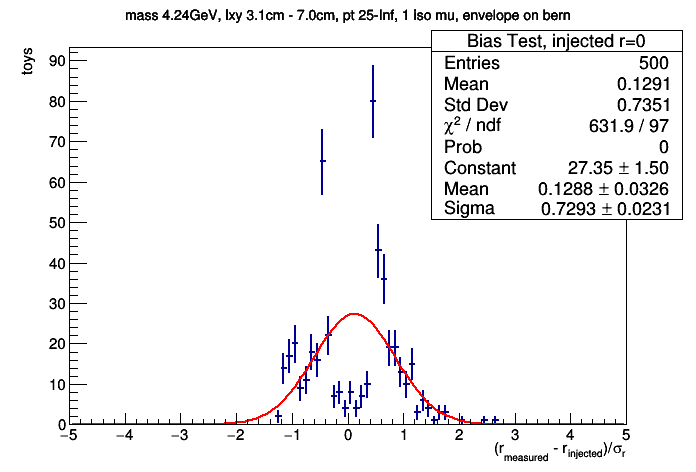 mass 4.24GeV, lxy 3.1cm - 7.0cm, pt 25-Inf, 1 Iso mu, envelope on bern
Bias Test, injected r=0
Entries 500
Mean 0.1291
Std Dev 0.7351
χ² / ndf 631.9 / 97
Prob 0
Constant 27.35 ± 1.50
Mean 0.1288 ± 0.0326
Sigma 0.7293 ± 0.0231
toys
90
80
70
60
50
40
30
20
10
0
−5 −4 −3 −2 −1 0 1 2 3 4 5
(r_measured - r_injected)/σ_r